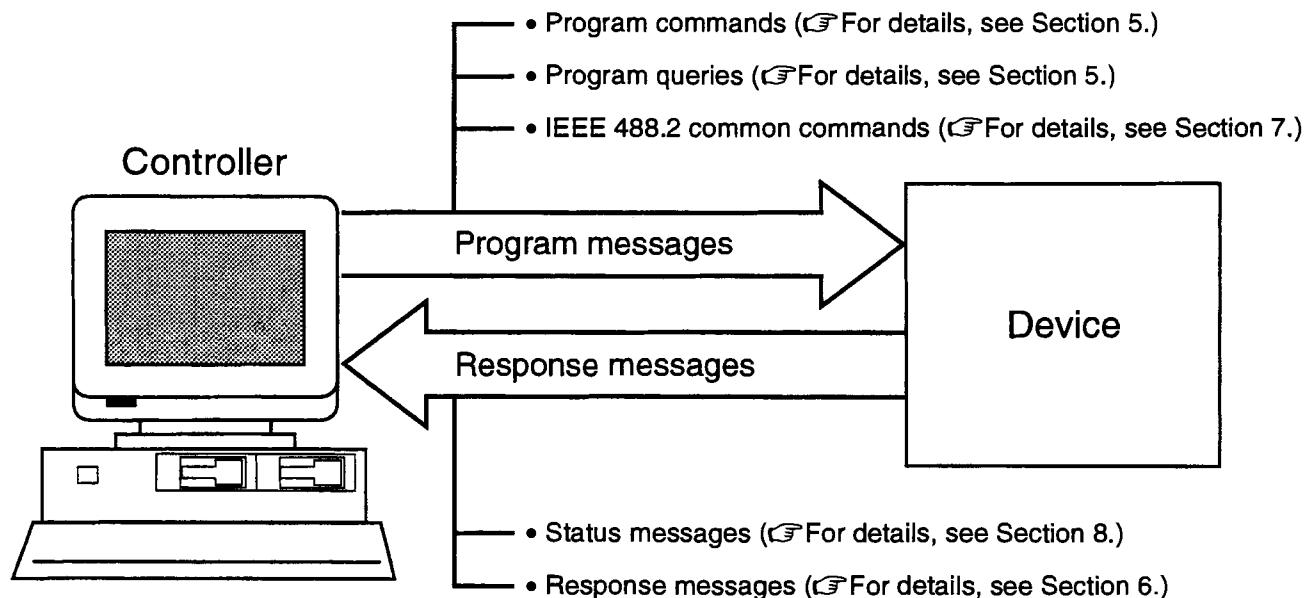 • Program commands (☞For details, see Section 5.)
• Program queries (☞For details, see Section 5.)
• IEEE 488.2 common commands (☞For details, see Section 7.)
Controller
Program messages
Device
Response messages
• Status messages (☞For details, see Section 8.)
• Response messages (☞For details, see Section 6.)